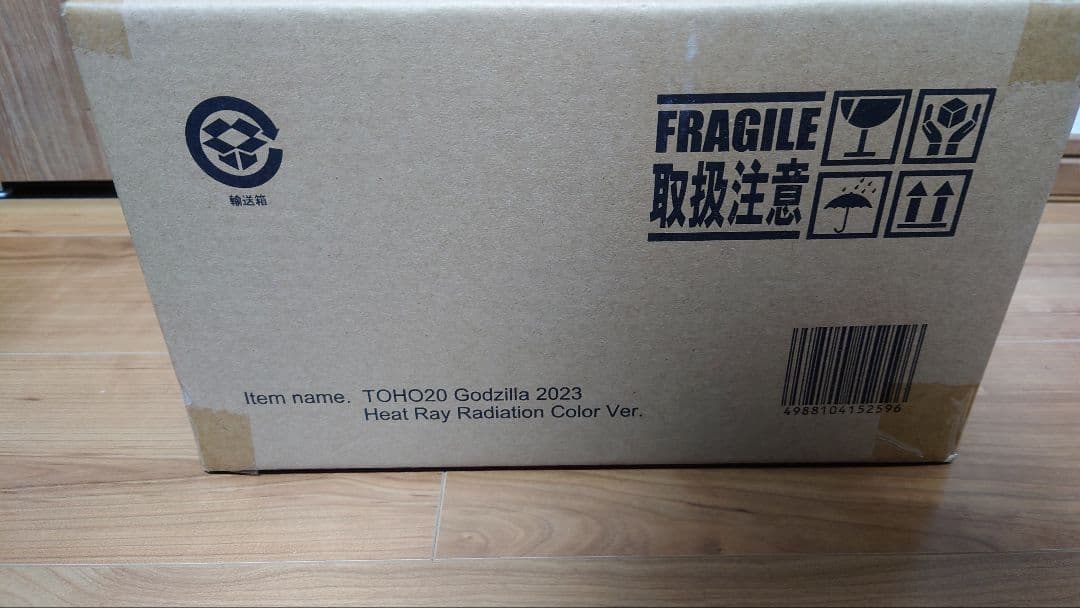 輸送箱
FRAGILE
取扱注意
Item name. TOHO20 Godzilla 2023
Heat Ray Radiation Color Ver.
4988104152596